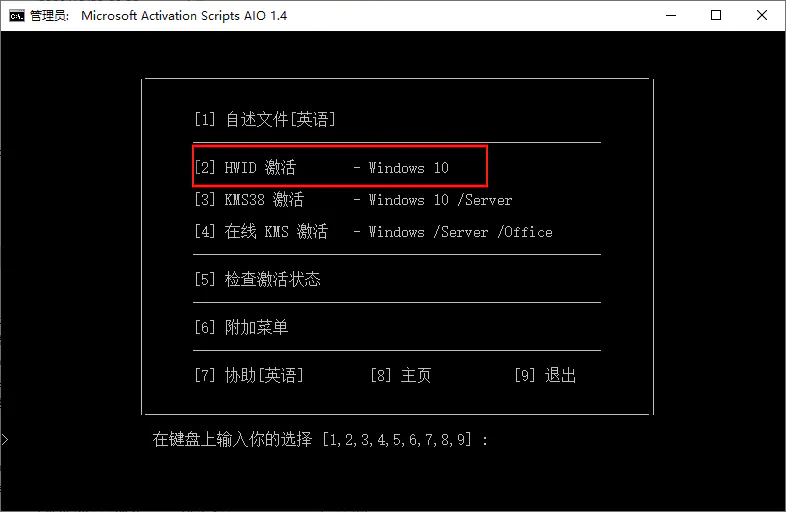 管理员: Microsoft Activation Scripts AIO 1.4
[1] 自述文件[英语]
[2] HWID 激活 - Windows 10
[3] KMS38 激活 - Windows 10 /Server
[4] 在线 KMS 激活 - Windows /Server /Office
[5] 检查激活状态
[6] 附加菜单
[7] 协助[英语] [8] 主页 [9] 退出
在键盘上输入你的选择 [1,2,3,4,5,6,7,8,9] :